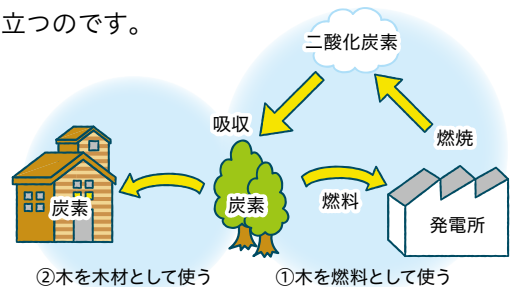 立つのです。
二酸化炭素
吸収
燃焼
炭素
炭素
燃料
発電所
②木を木材として使う
①木を燃料として使う